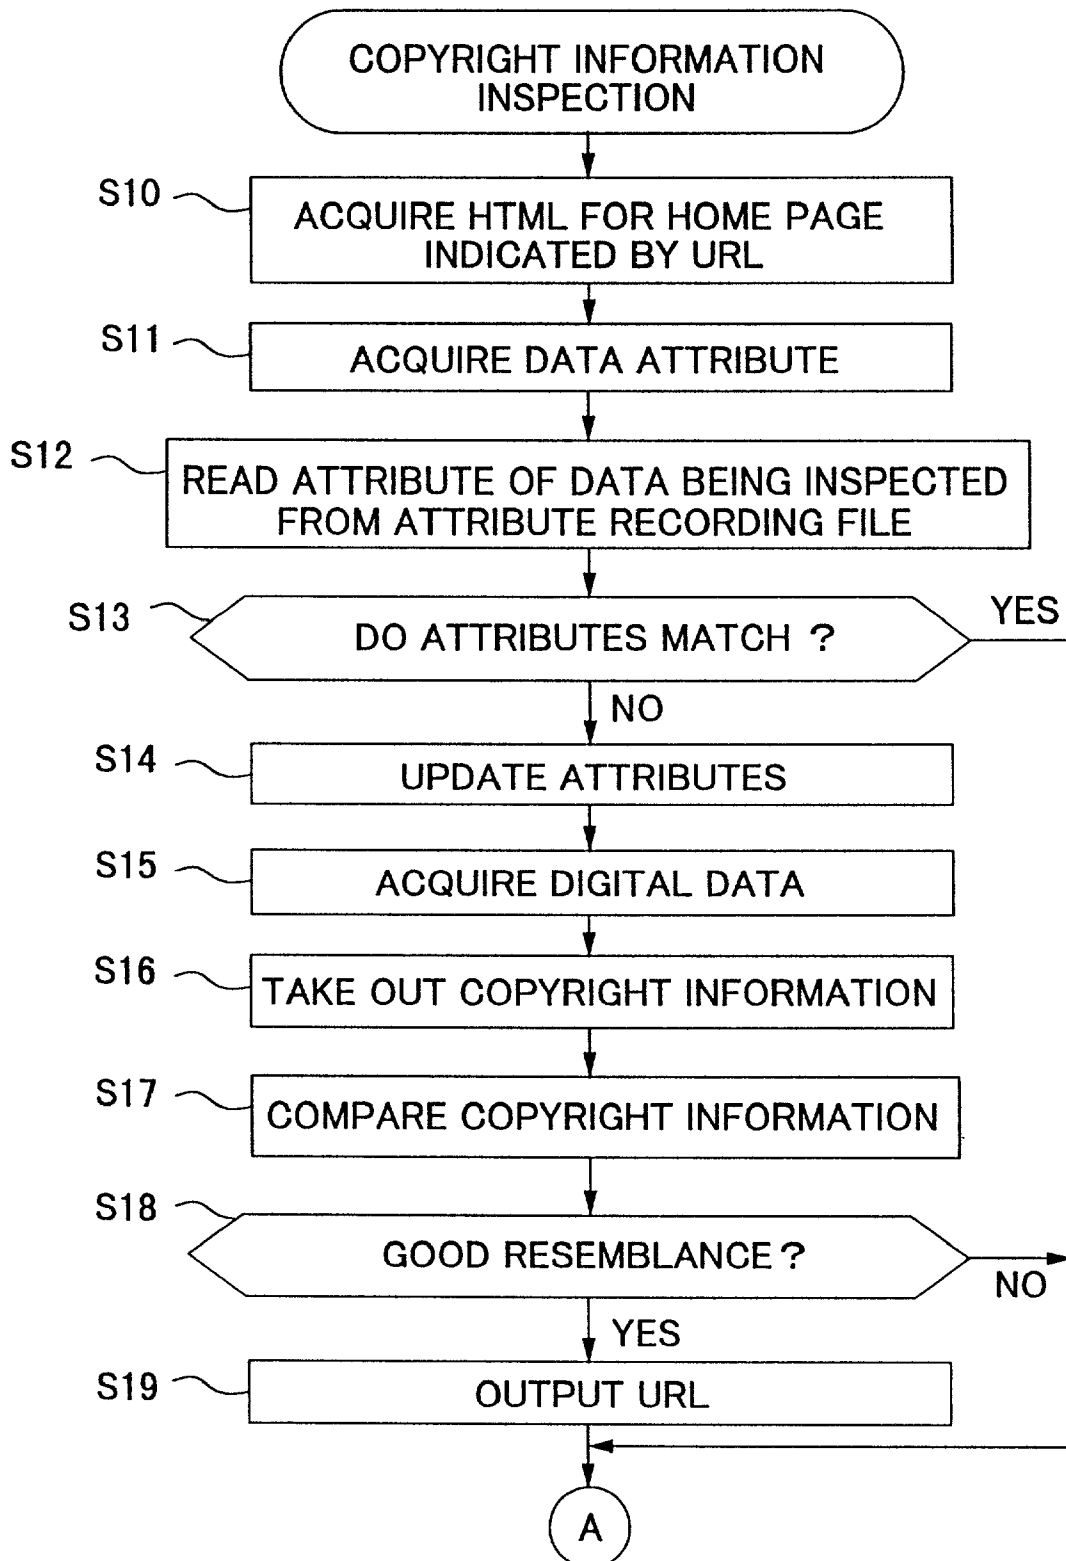 COPYRIGHT INFORMATION
INSPECTION
S10
ACQUIRE HTML FOR HOME PAGE
INDICATED BY URL
S11
ACQUIRE DATA ATTRIBUTE
S12
READ ATTRIBUTE OF DATA BEING INSPECTED
FROM ATTRIBUTE RECORDING FILE
S13
DO ATTRIBUTES MATCH ?
YES
NO
S14
UPDATE ATTRIBUTES
S15
ACQUIRE DIGITAL DATA
S16
TAKE OUT COPYRIGHT INFORMATION
S17
COMPARE COPYRIGHT INFORMATION
S18
GOOD RESEMBLANCE ?
NO
YES
S19
OUTPUT URL
A